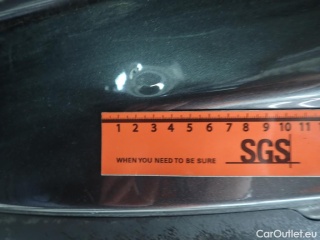 1 2 3 4 5 6 7 8 9 10 11
WHEN YOU NEED TO BE SURE SGS
CarOutlet.eu